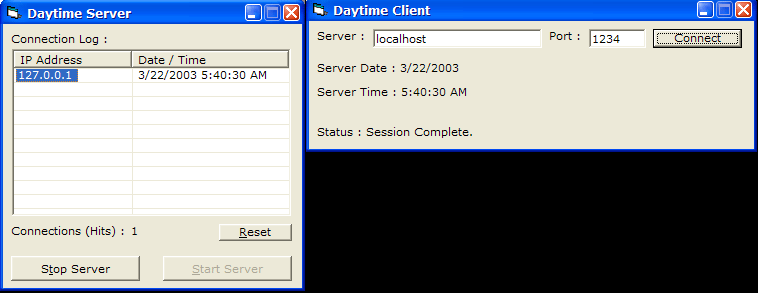 Daytime Server
Connection Log :
IP Address Date / Time
127.0.0.1 3/22/2003 5:40:30 AM
Connections (Hits) : 1 Reset
Stop Server Start Server
Daytime Client
Server : localhost Port : 1234 Connect
Server Date : 3/22/2003
Server Time : 5:40:30 AM
Status : Session Complete.